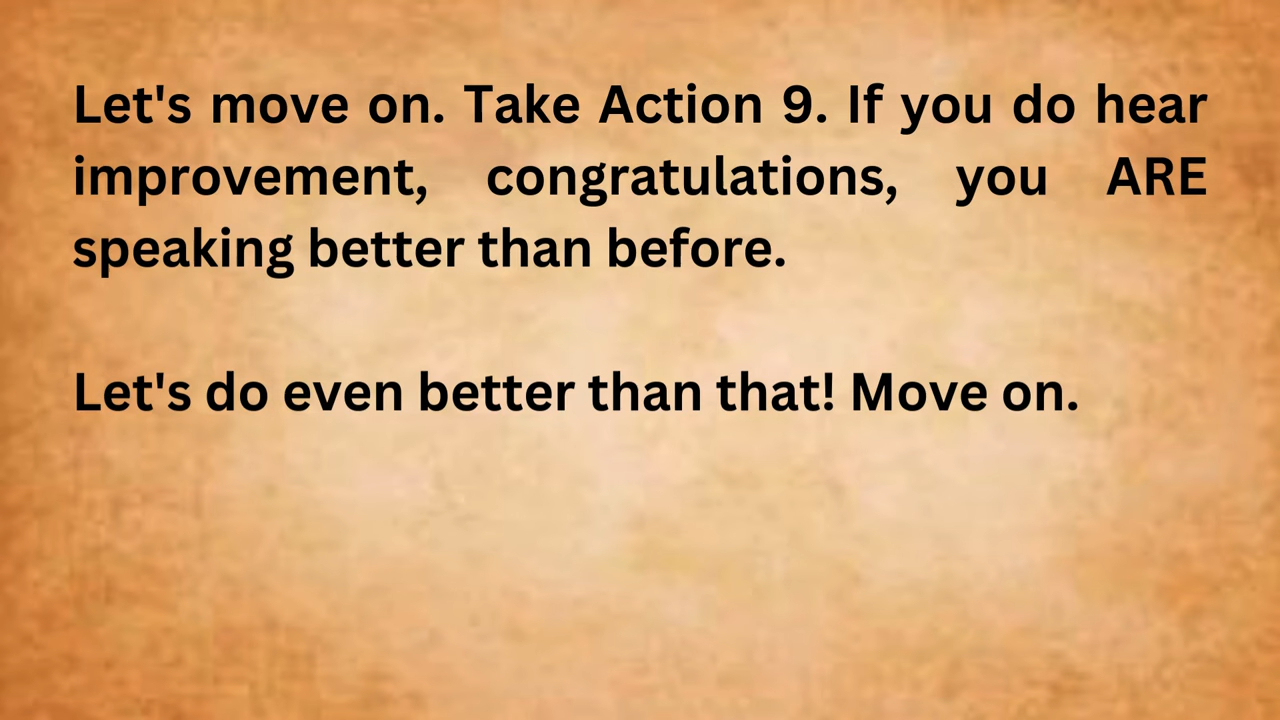 Let's move on. Take Action 9. If you do hear
improvement, congratulations, you ARE
speaking better than before.
Let's do even better than that! Move on.